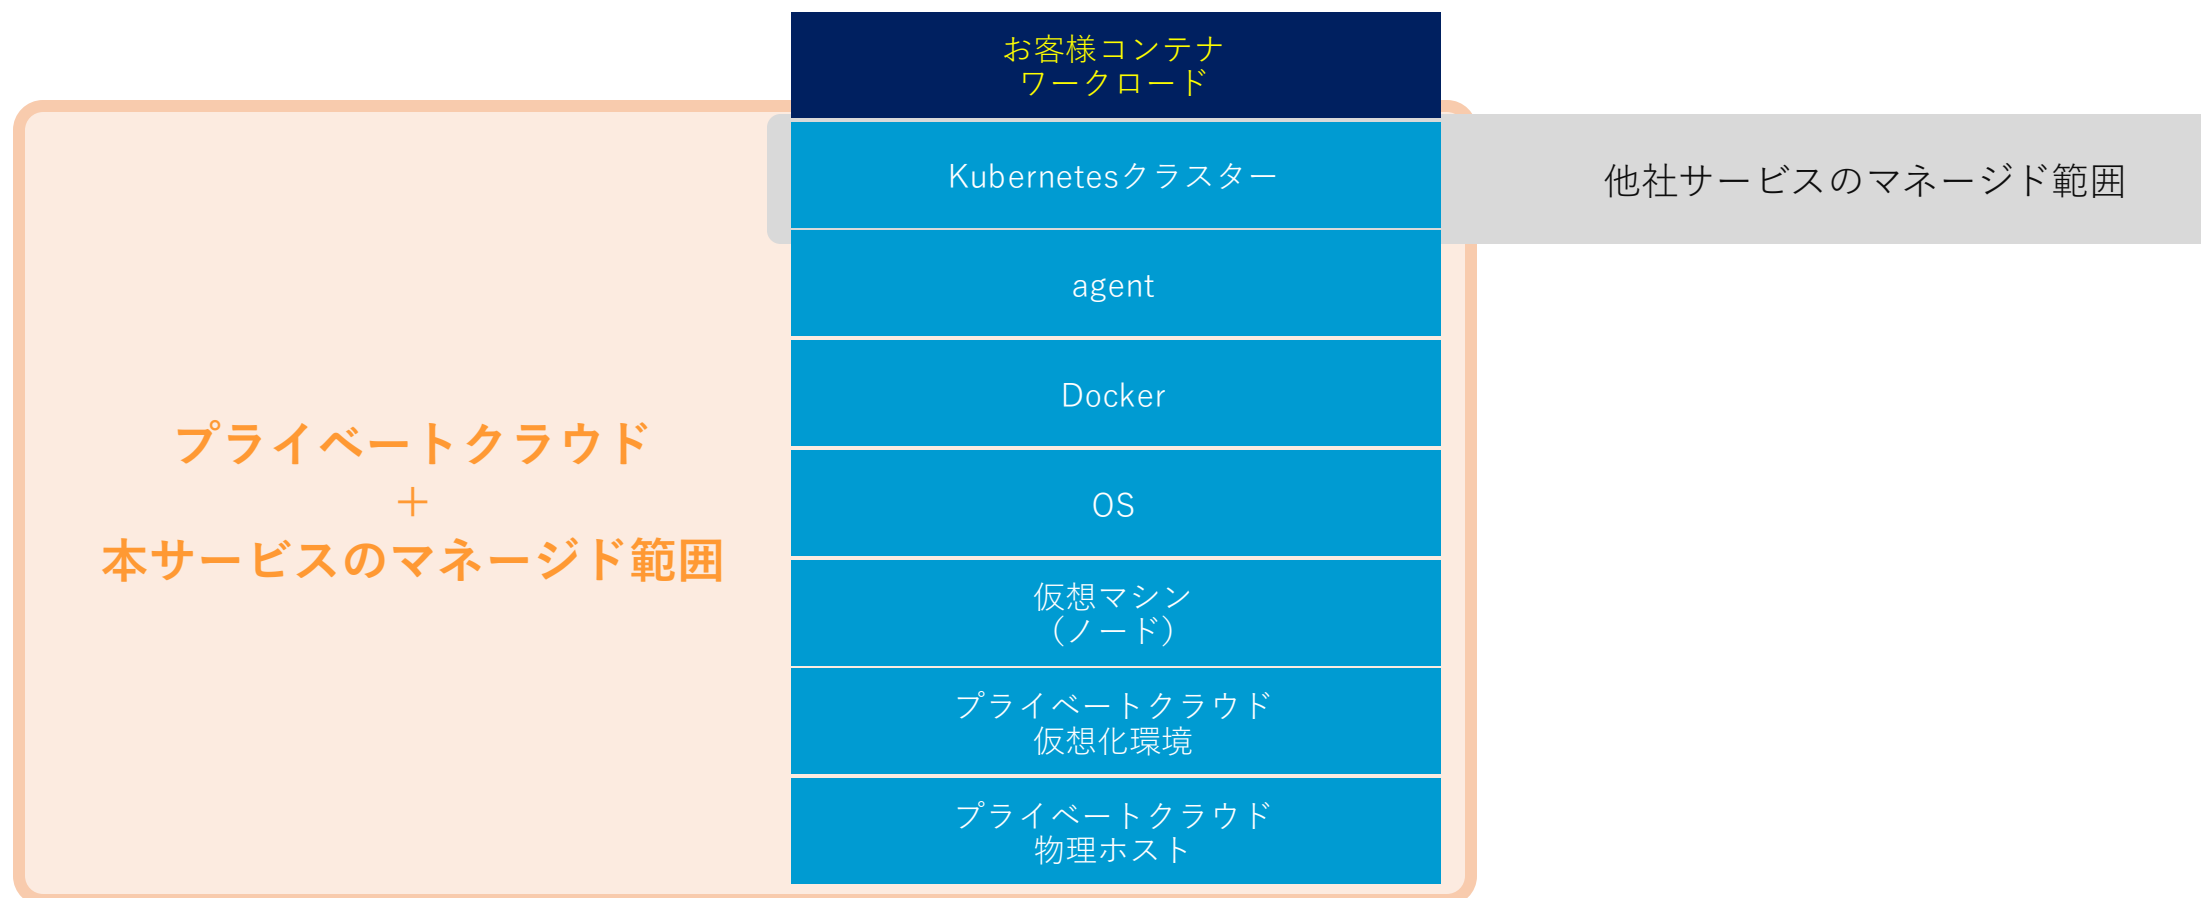 お客様コンテナ
ワークロード
Kubernetesクラスター
他社サービスのマネージド範囲
agent
Docker
プライベートクラウド
＋
本サービスのマネージド範囲
OS
仮想マシン
（ノード）
プライベートクラウド
仮想化環境
プライベートクラウド
物理ホスト